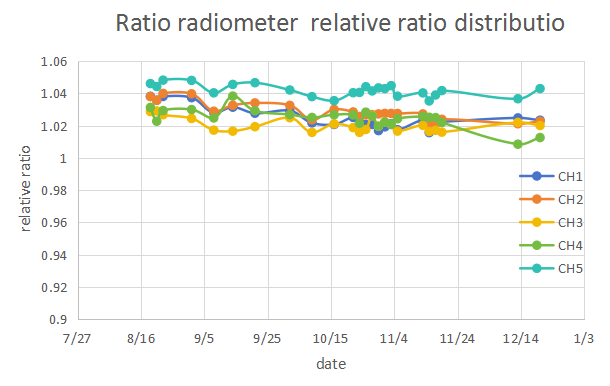 Ratio radiometer relative ratio distributio
1.06
1.04
1.02
1
0.98
0.96
0.94
0.92
0.9
relative ratio
CH1
CH2
CH3
CH4
CH5
7/27 8/16 9/5 9/25 10/15 11/4 11/24 12/14 1/3
date